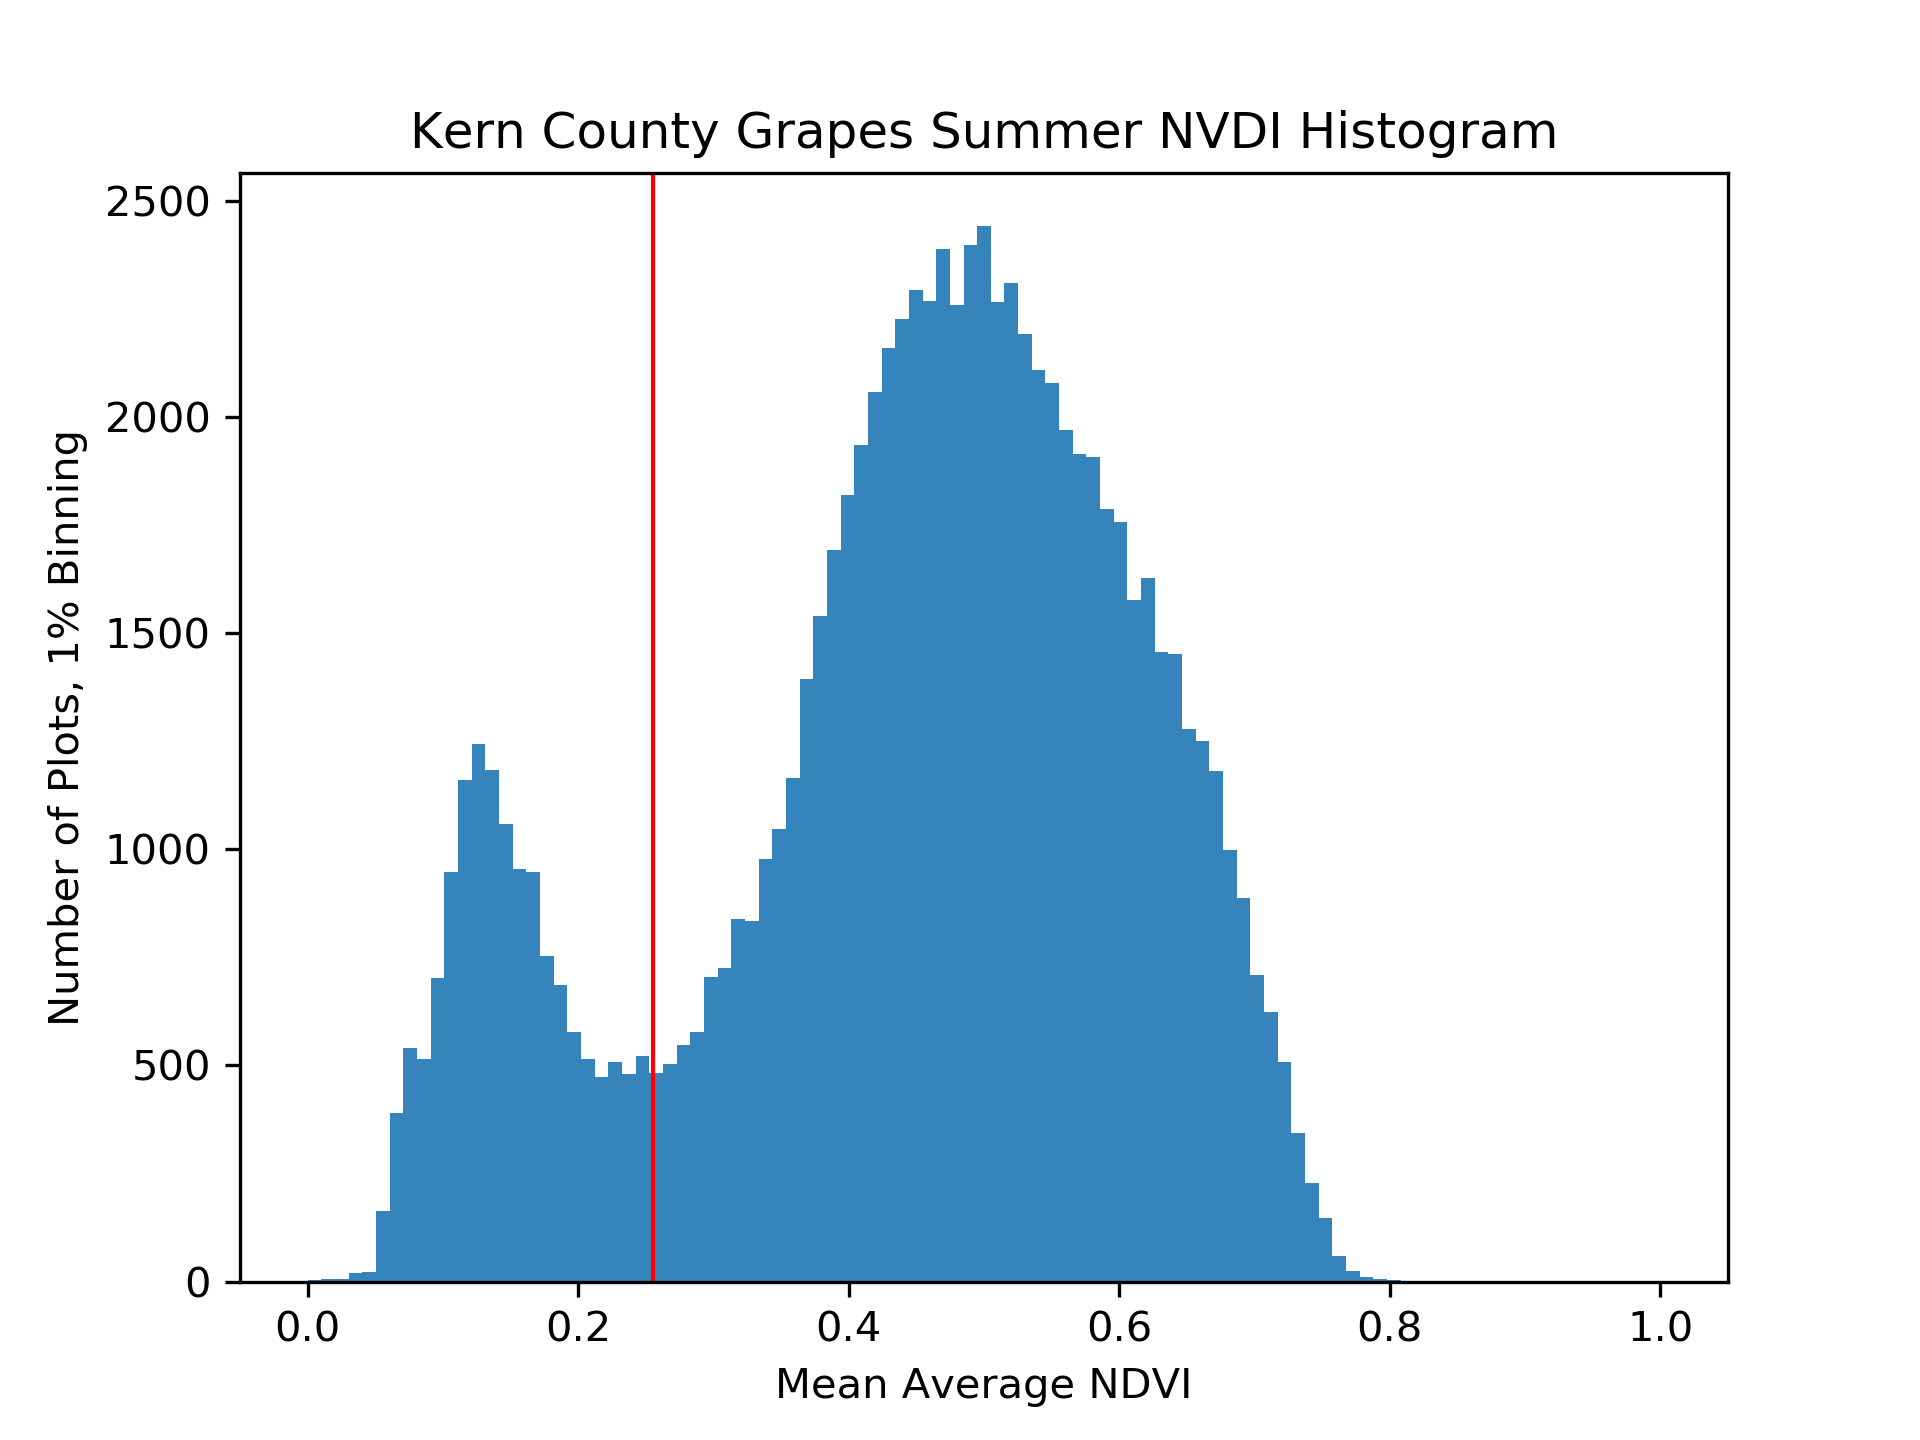 Kern County Grapes Summer NVDI Histogram
Number of Plots, 1% Binning
2500
2000
1500
1000
500
0
0.0 0.2 0.4 0.6 0.8 1.0
Mean Average NDVI